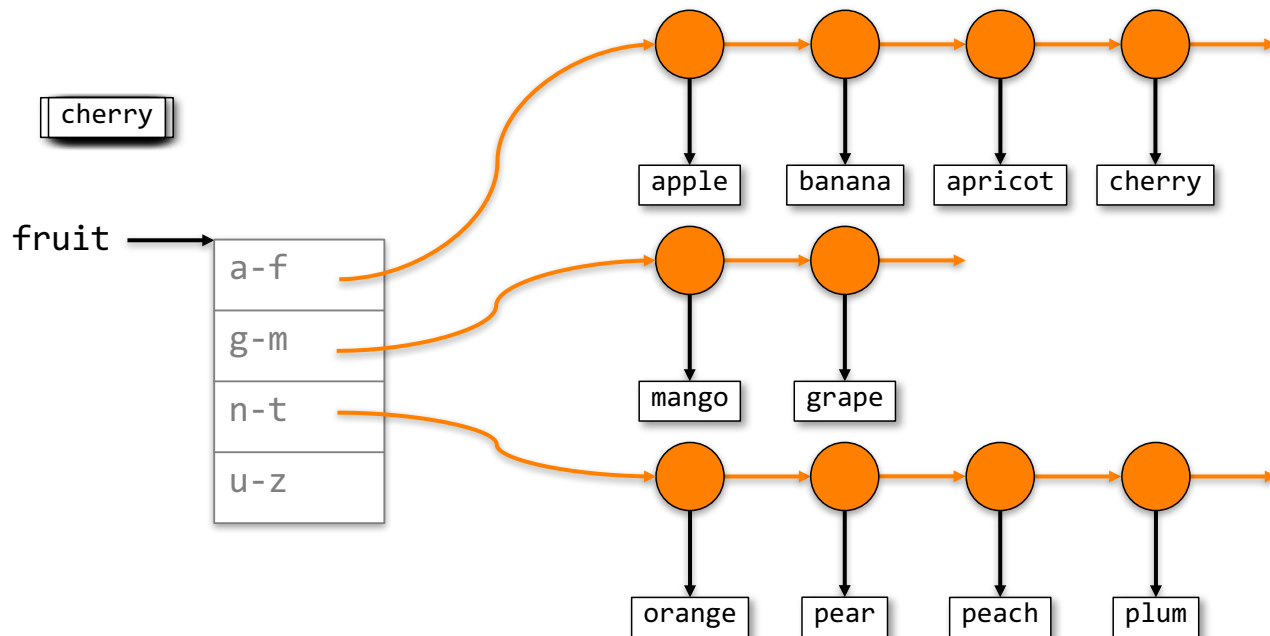 cherry
fruit
a-f
g-m
n-t
u-z
apple banana apricot cherry
mango grape
orange pear peach plum